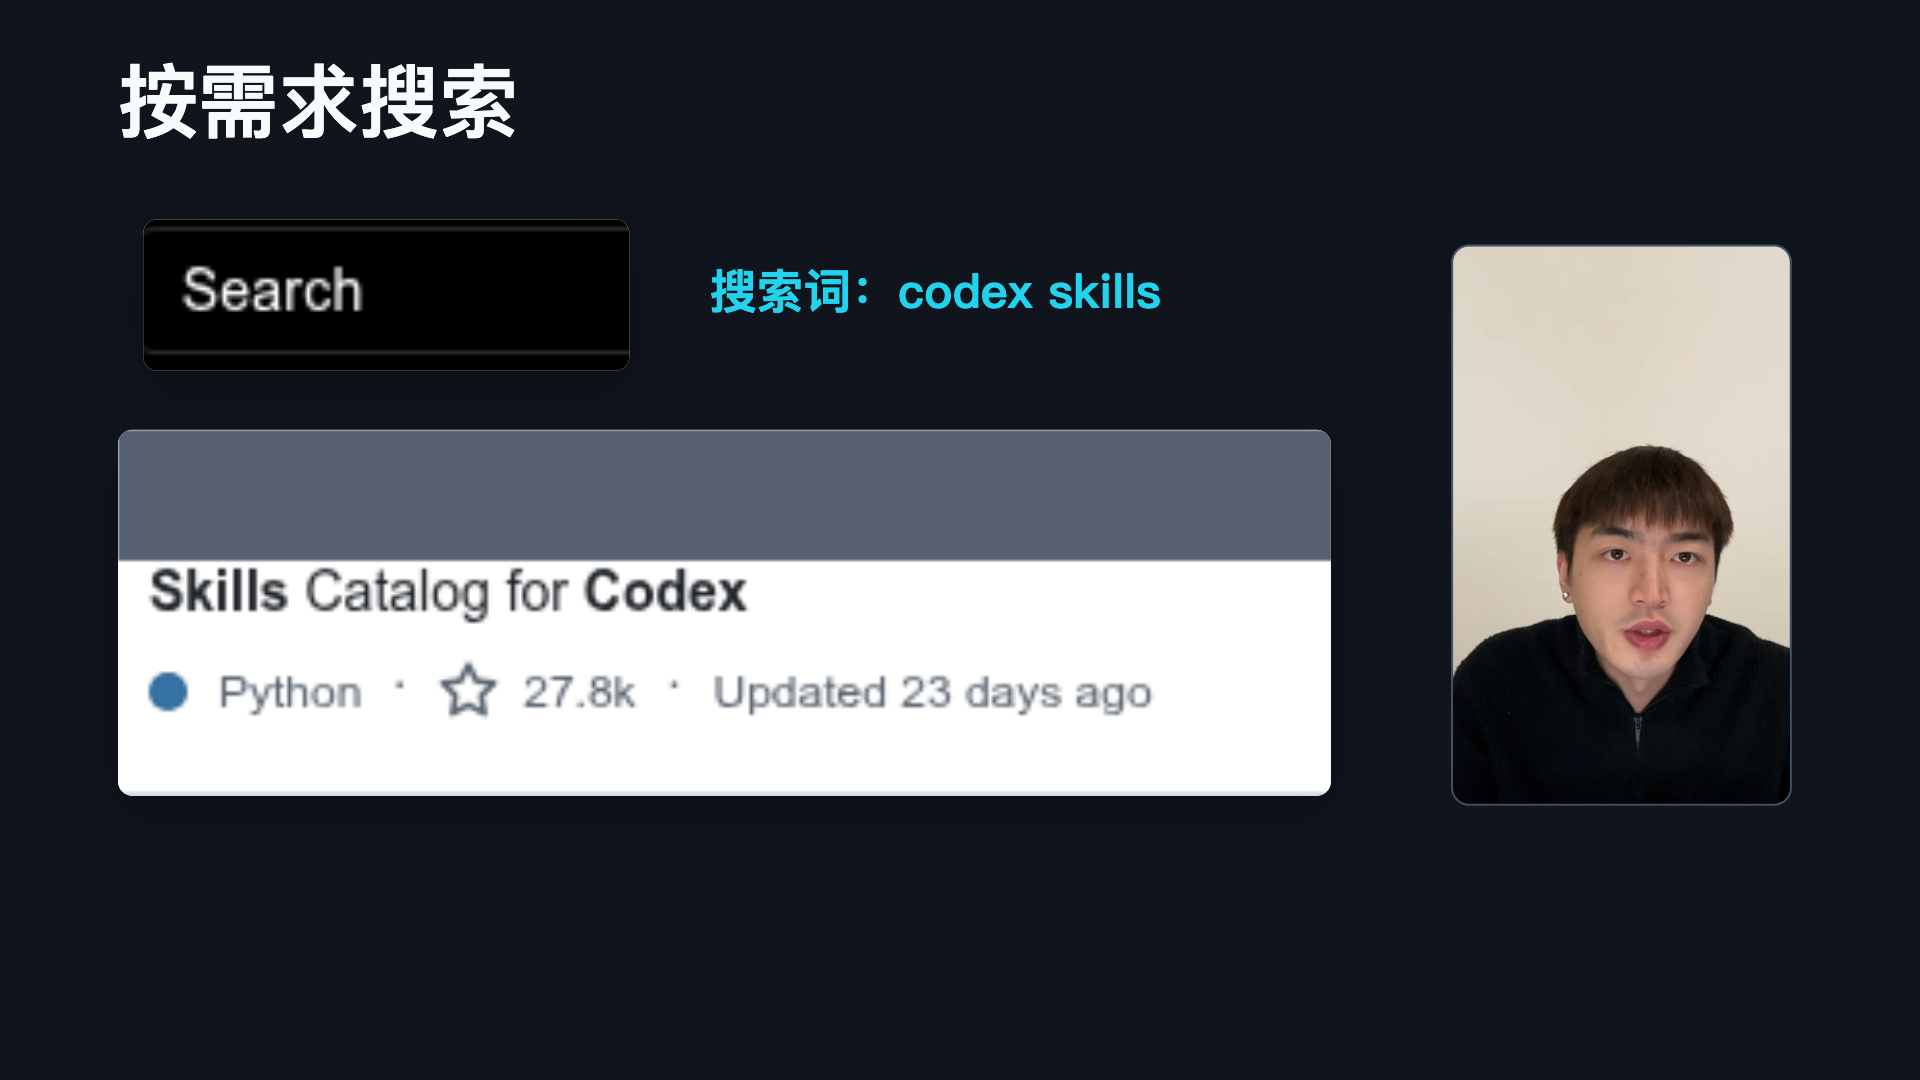 按需求搜索
Search
搜索词：codex skills
Skills Catalog for Codex
Python · 27.8k · Updated 23 days ago